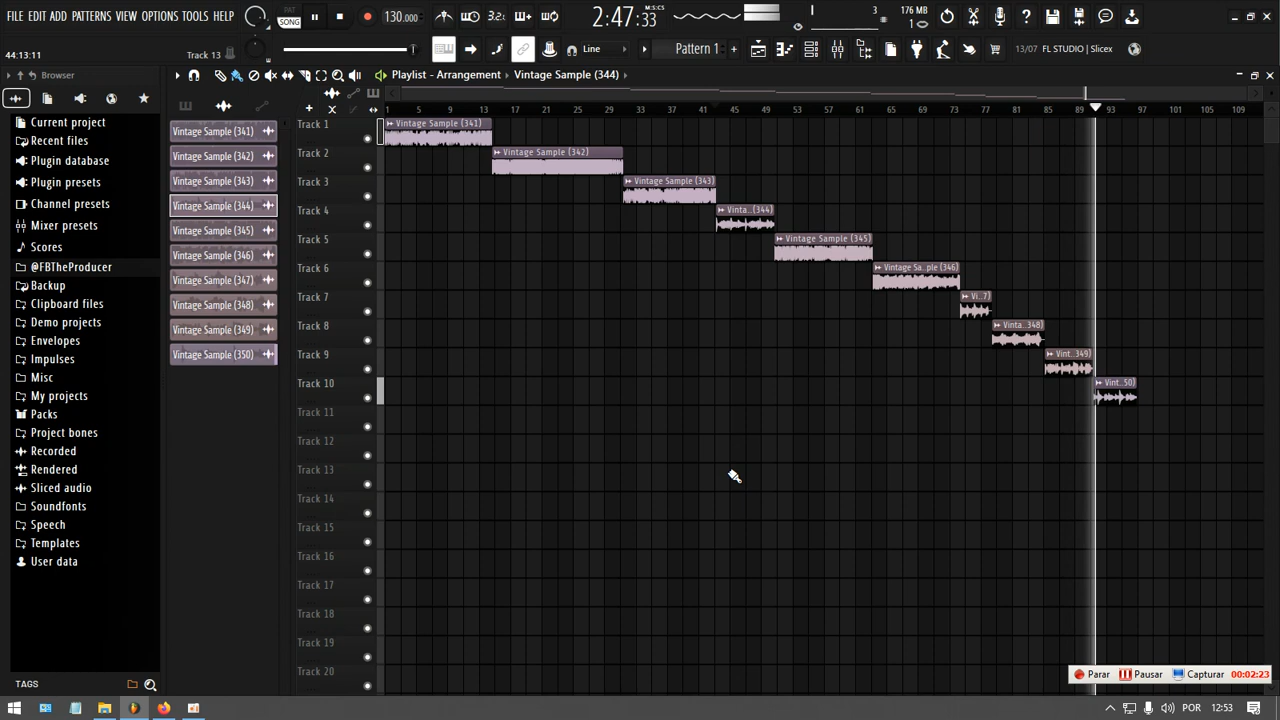 FILE EDIT ADD PATTERNS VIEW OPTIONS TOOLS HELP
PAT
SONG
130.000
3.2:
2:47:33
M:S:CS
3
176 MB
1
44:13:11
Track 13
Line
Pattern 1
13/07 FL STUDIO | Slicex
Browser
Playlist - Arrangement › Vintage Sample (344) ›
1 5 9 13 17 21 25 29 33 37 41 45 49 53 57 61 65 69 73 77 81 85 89 93 97 101 105 109
Current project
Recent files
Plugin database
Plugin presets
Channel presets
Mixer presets
Scores
@FBTheProducer
Backup
Clipboard files
Demo projects
Envelopes
Impulses
Misc
My projects
Packs
Project bones
Recorded
Rendered
Sliced audio
Soundfonts
Speech
Templates
User data
TAGS
Vintage Sample (341)
Vintage Sample (342)
Vintage Sample (343)
Vintage Sample (344)
Vintage Sample (345)
Vintage Sample (346)
Vintage Sample (347)
Vintage Sample (348)
Vintage Sample (349)
Vintage Sample (350)
Track 1
Vintage Sample (341)
Track 2
Vintage Sample (342)
Track 3
Vintage Sample (343)
Track 4
Vinta..(344)
Track 5
Vintage Sample (345)
Track 6
Vintage Sa..ple (346)
Track 7
Vi..7)
Track 8
Vinta..348)
Track 9
Vint..349)
Track 10
Vint..50)
Track 11
Track 12
Track 13
Track 14
Track 15
Track 16
Track 17
Track 18
Track 19
Track 20
Parar Pausar Capturar 00:02:23
POR 12:53